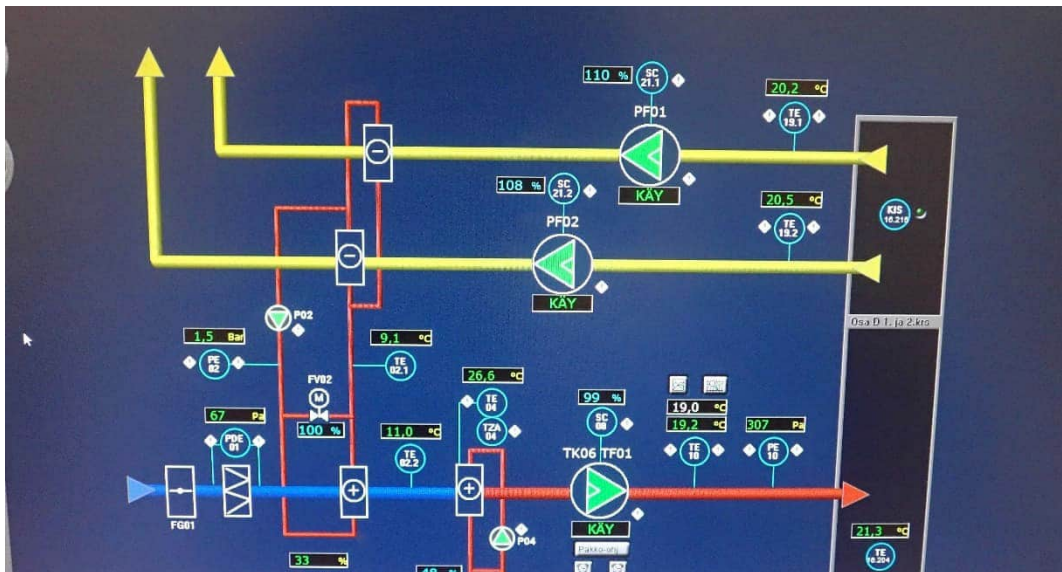 110 %
SC
21.1
PF01
20,2 °C
TE
19.1
108 %
SC
21.2
PF02
KÄY
20,5 °C
TE
19.2
KIS
KÄY
P02
Osa D 1. ja 2.krs
1,5 Bar
PE
02
9,1 °C
TE
02.1
FV02
M
100 %
26,6 °C
TE
04
TZA
04
99 %
SC
08
19,0 °C
19,2 °C
TE
10
307 Pa
PE
10
67 Pa
PDE
01
11,0 °C
TE
02.2
TK06 TF01
FG01
KÄY
P04
Pakko-ohj
21,3 °C
TE
16.204
33 %